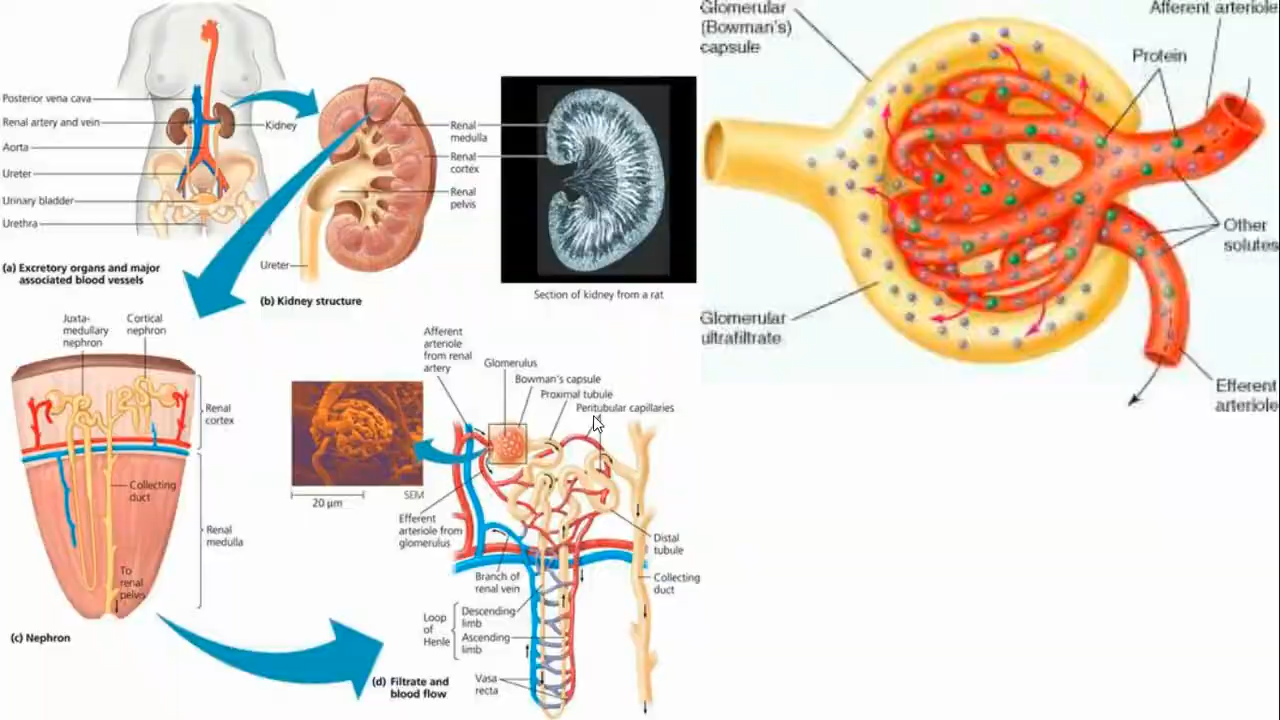 Posterior vena cava
Renal artery and vein
Aorta
Ureter
Urinary bladder
Urethra
Kidney
(a) Excretory organs and major
associated blood vessels
Renal
medulla
Renal
cortex
Renal
pelvis
Ureter
(b) Kidney structure
Section of kidney from a rat
Juxta-
medullary
nephron
Cortical
nephron
Renal
cortex
Collecting
duct
Renal
medulla
To
renal
pelvis
(c) Nephron
Afferent
arteriole
from renal
artery
Glomerulus
Bowman's capsule
Proximal tubule
Peritubular capillaries
SEM
20 µm
Efferent
arteriole from
glomerulus
Distal
tubule
Branch of
renal vein
Collecting
duct
Loop
of
Henle
Descending
limb
Ascending
limb
Vasa
recta
(d) Filtrate and
blood flow
Glomerular
(Bowman's)
capsule
Afferent arteriole
Protein
Other
solutes
Glomerular
ultrafiltrate
Efferent
arteriole